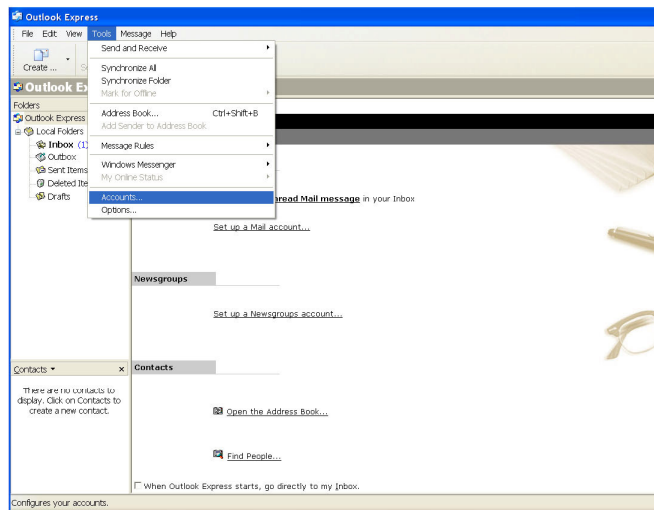 Outlook Express
File Edit View Tools Message Help
Create ...
Send and Receive
Synchronize All
Synchronize Folder
Mark for Offline
Address Book... Ctrl+Shift+B
Add Sender to Address Book
Message Rules
Windows Messenger
My Online Status
Accounts...
Options...
Outlook Ex
Folders
Outlook Express
Local Folders
Inbox (1)
Outbox
Sent Items
Deleted Ite
Drafts
nread Mail message in your Inbox
Set up a Mail account...
Newsgroups
Set up a Newsgroups account...
Contacts
Open the Address Book...
Find People...
When Outlook Express starts, go directly to my Inbox.
Contacts
There are no contacts to
display. Click on Contacts to
create a new contact.
Configures your accounts.